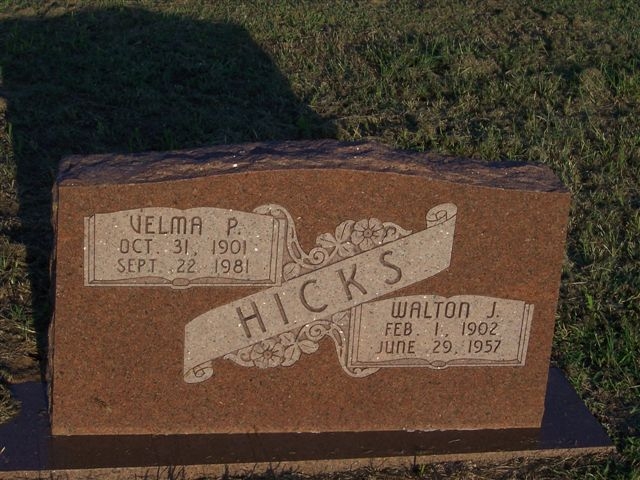 VELMA P.
OCT. 31, 1901
SEPT. 22 1981
HICKS
WALTON J.
FEB. 1, 1902
JUNE 29, 1957